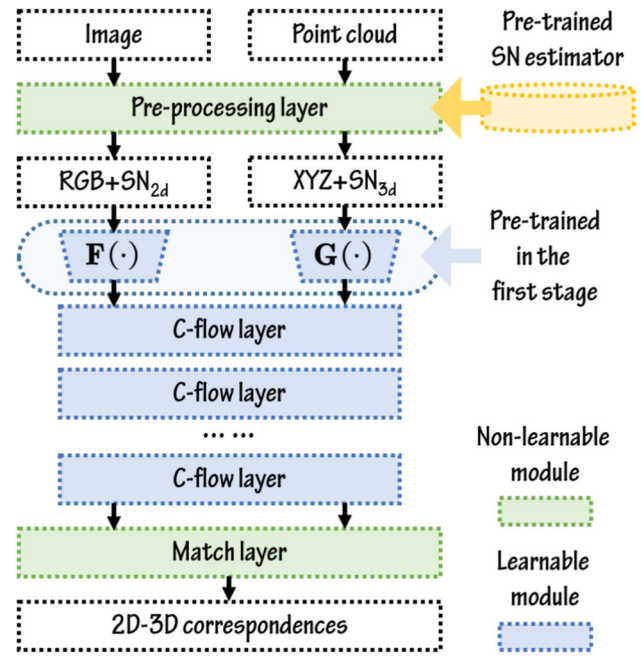 Image
Point cloud
Pre-trained
SN estimator
Pre-processing layer
RGB+SN2d
XYZ+SN3d
F(·)
G(·)
Pre-trained
in the
first stage
C-flow layer
C-flow layer
... ...
C-flow layer
Non-learnable
module
Match layer
Learnable
module
2D-3D correspondences